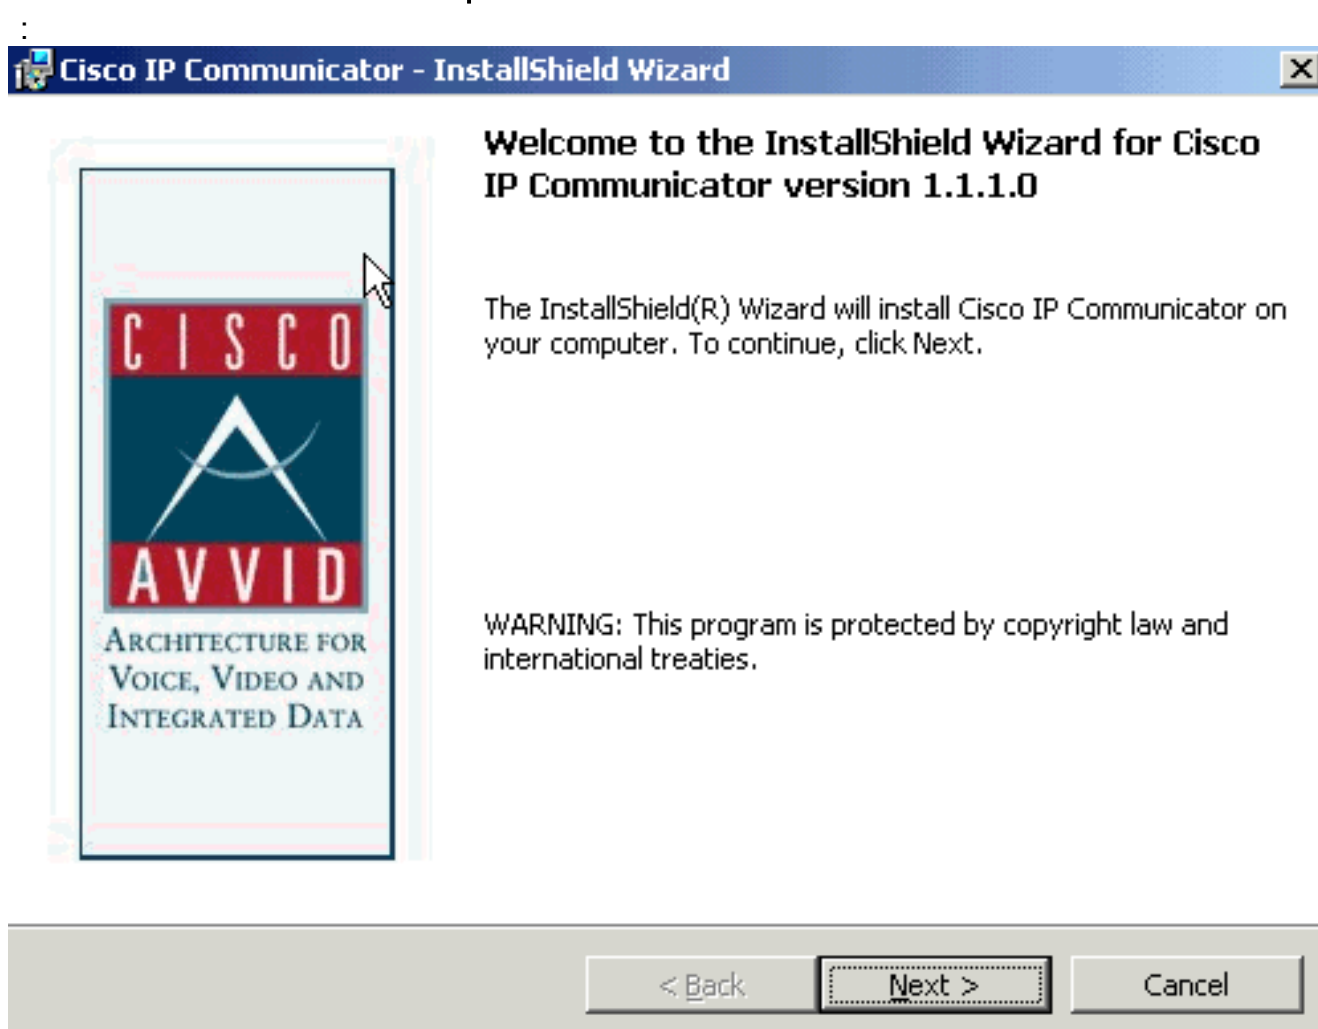 :
Cisco IP Communicator - InstallShield Wizard
Welcome to the InstallShield Wizard for Cisco
IP Communicator version 1.1.1.0
The InstallShield(R) Wizard will install Cisco IP Communicator on
your computer. To continue, click Next.
CISCO
AVVID
ARCHITECTURE FOR
VOICE, VIDEO AND
INTEGRATED DATA
WARNING: This program is protected by copyright law and
international treaties.
< Back
Next >
Cancel